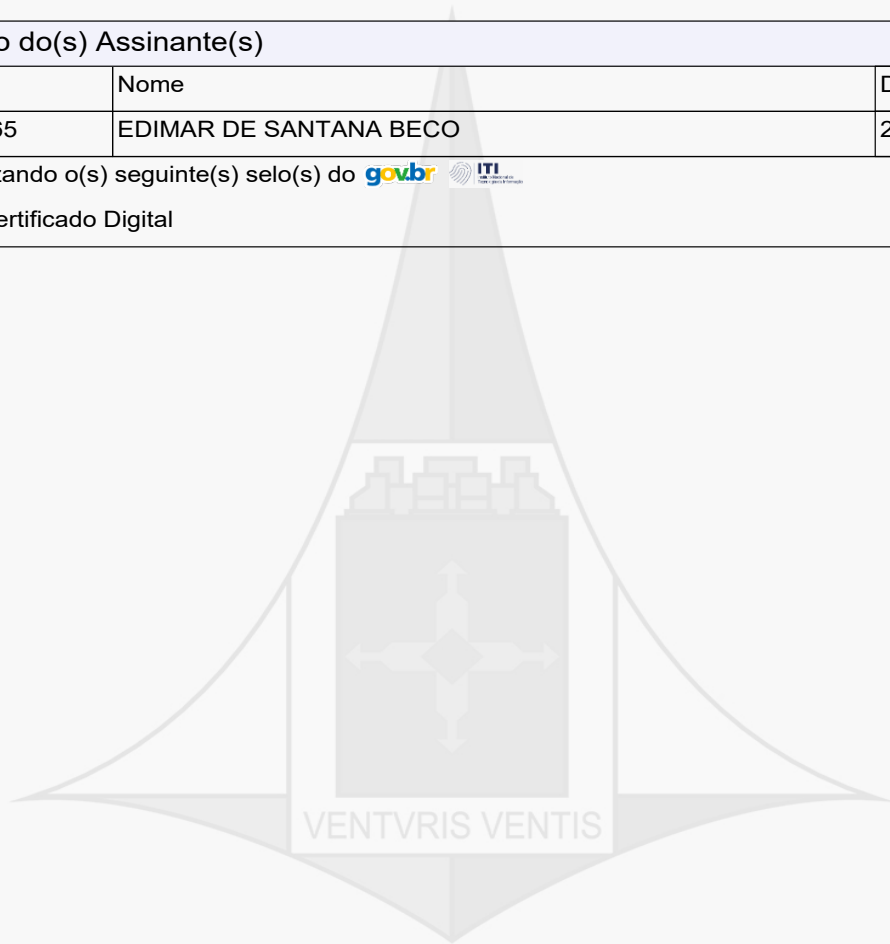 o do(s) Assinante(s)
Nome D
65 EDIMAR DE SANTANA BECO 2
tando o(s) seguinte(s) selo(s) do gov.br ITI
ertificado Digital
VENTVRIS VENTIS